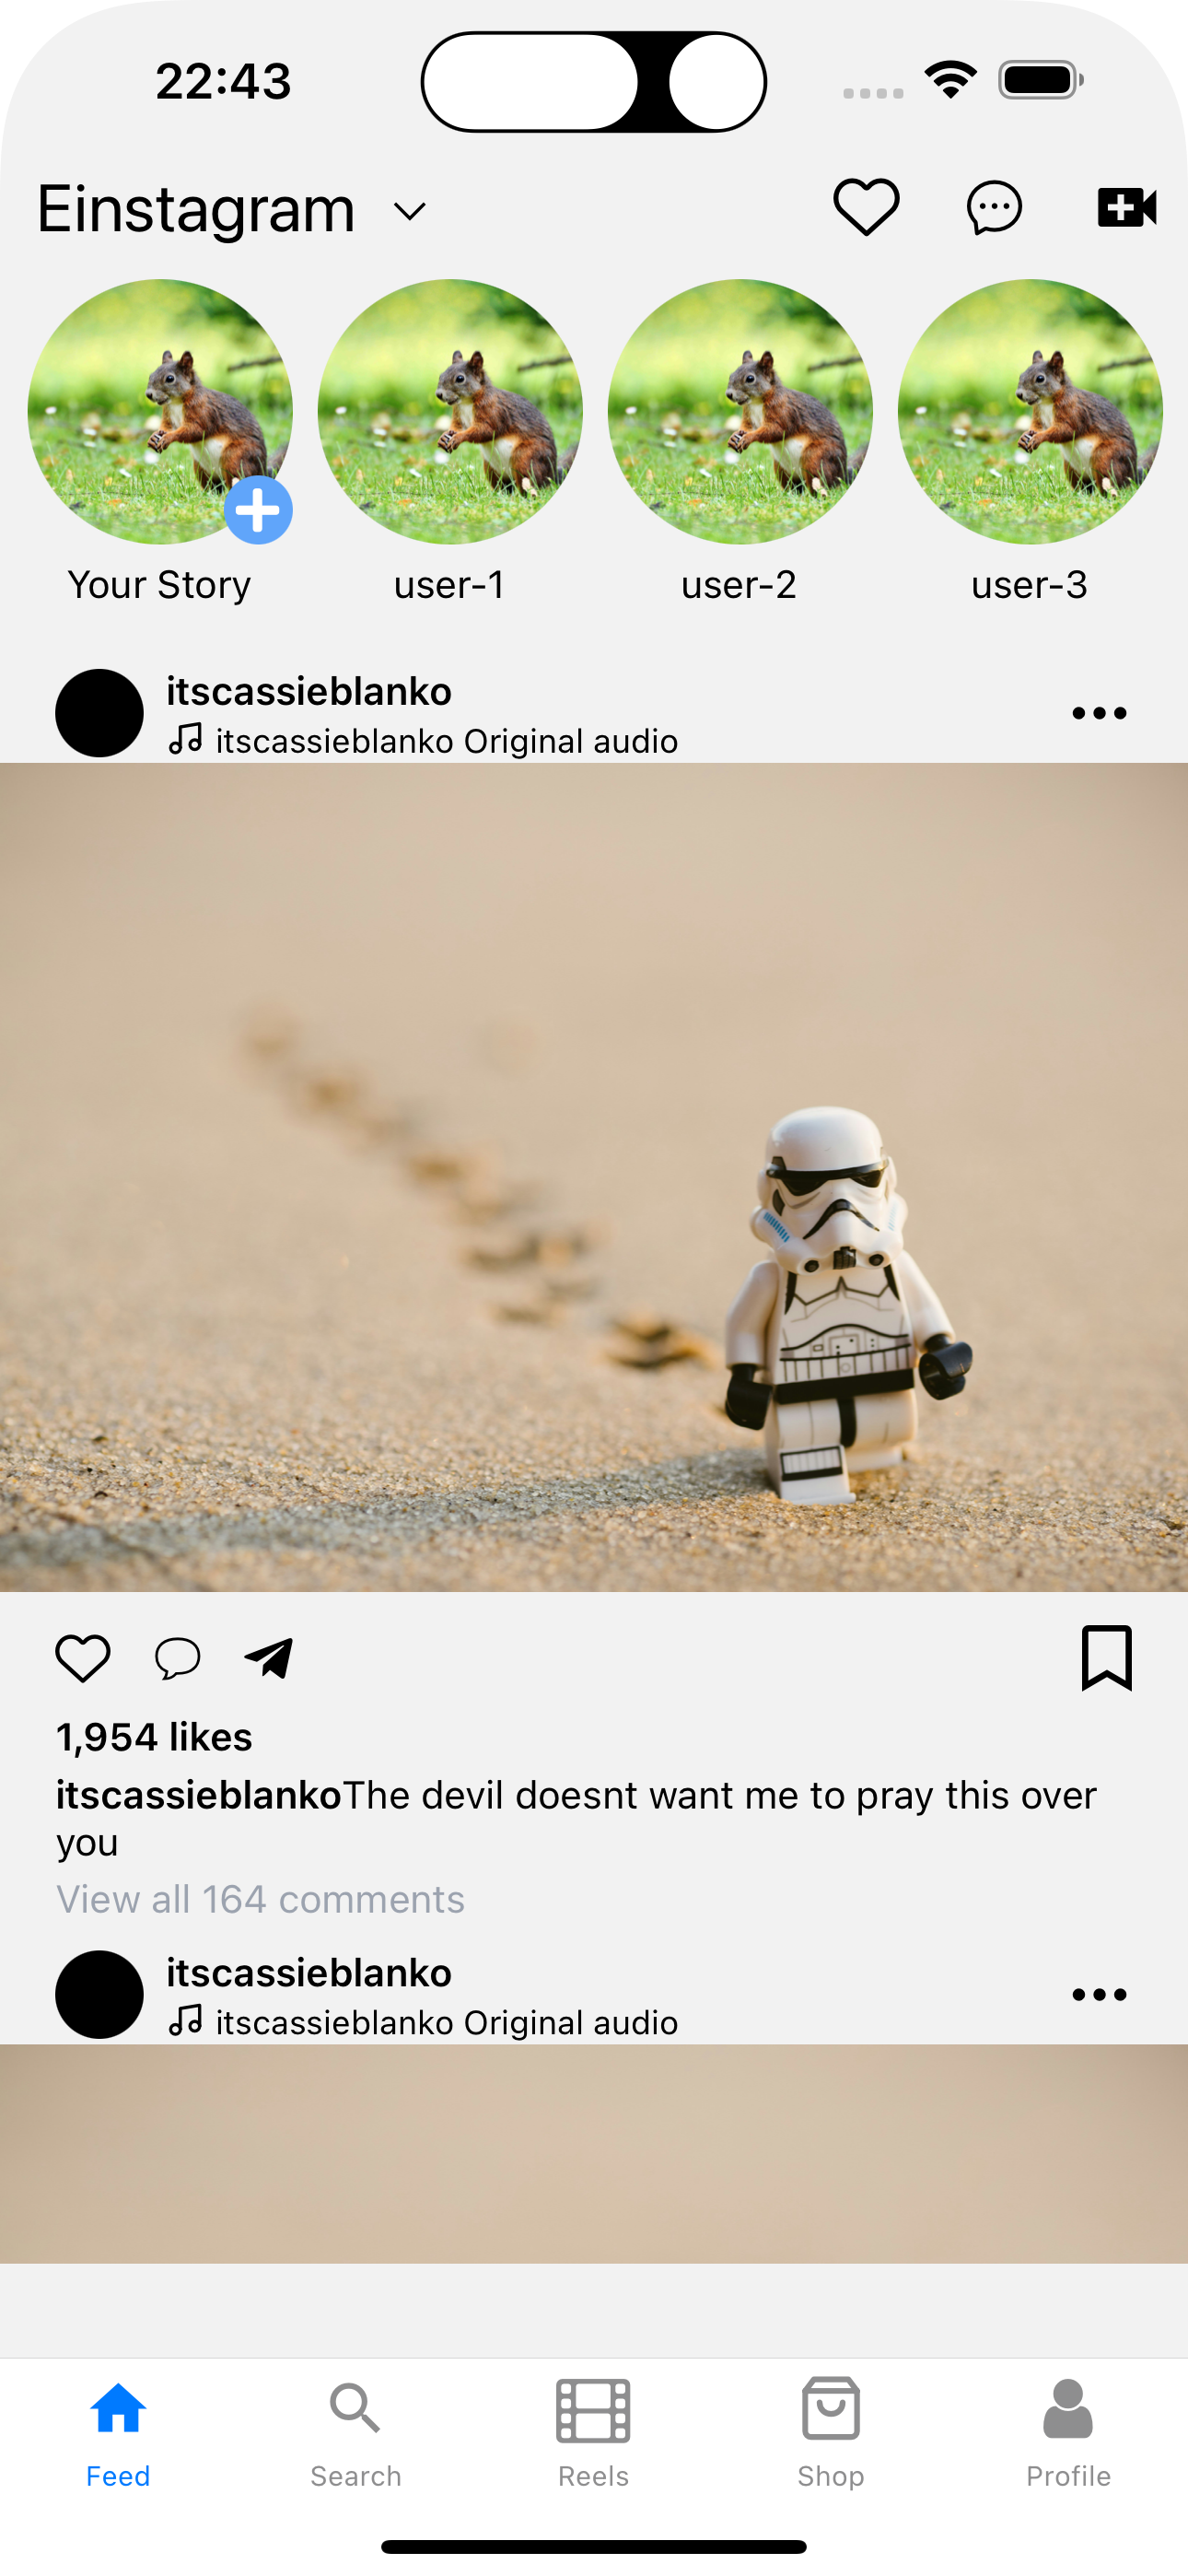 22:43
Einstagram
Your Story
user-1
user-2
user-3
itscassieblanko
itscassieblanko Original audio
1,954 likes
itscassieblankoThe devil doesnt want me to pray this over
you
View all 164 comments
itscassieblanko
itscassieblanko Original audio
Feed
Search
Reels
Shop
Profile